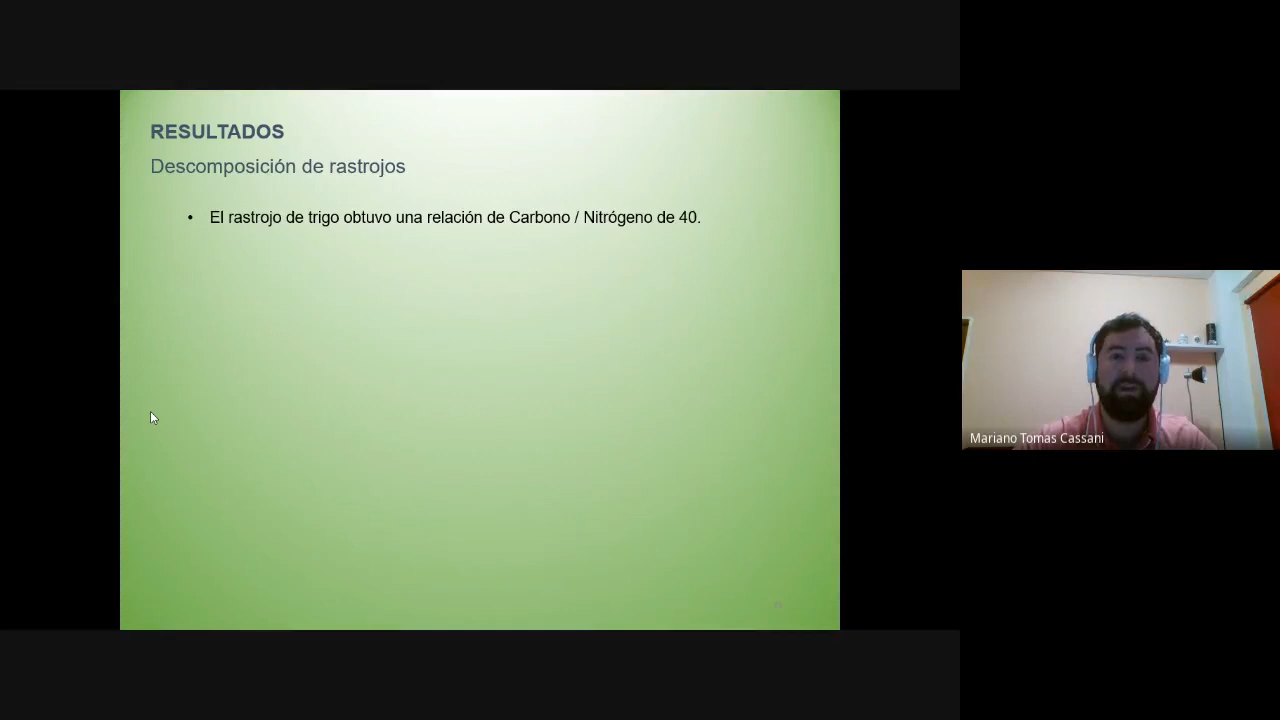 RESULTADOS
Descomposición de rastrojos
• El rastrojo de trigo obtuvo una relación de Carbono / Nitrógeno de 40.
Mariano Tomas Cassani